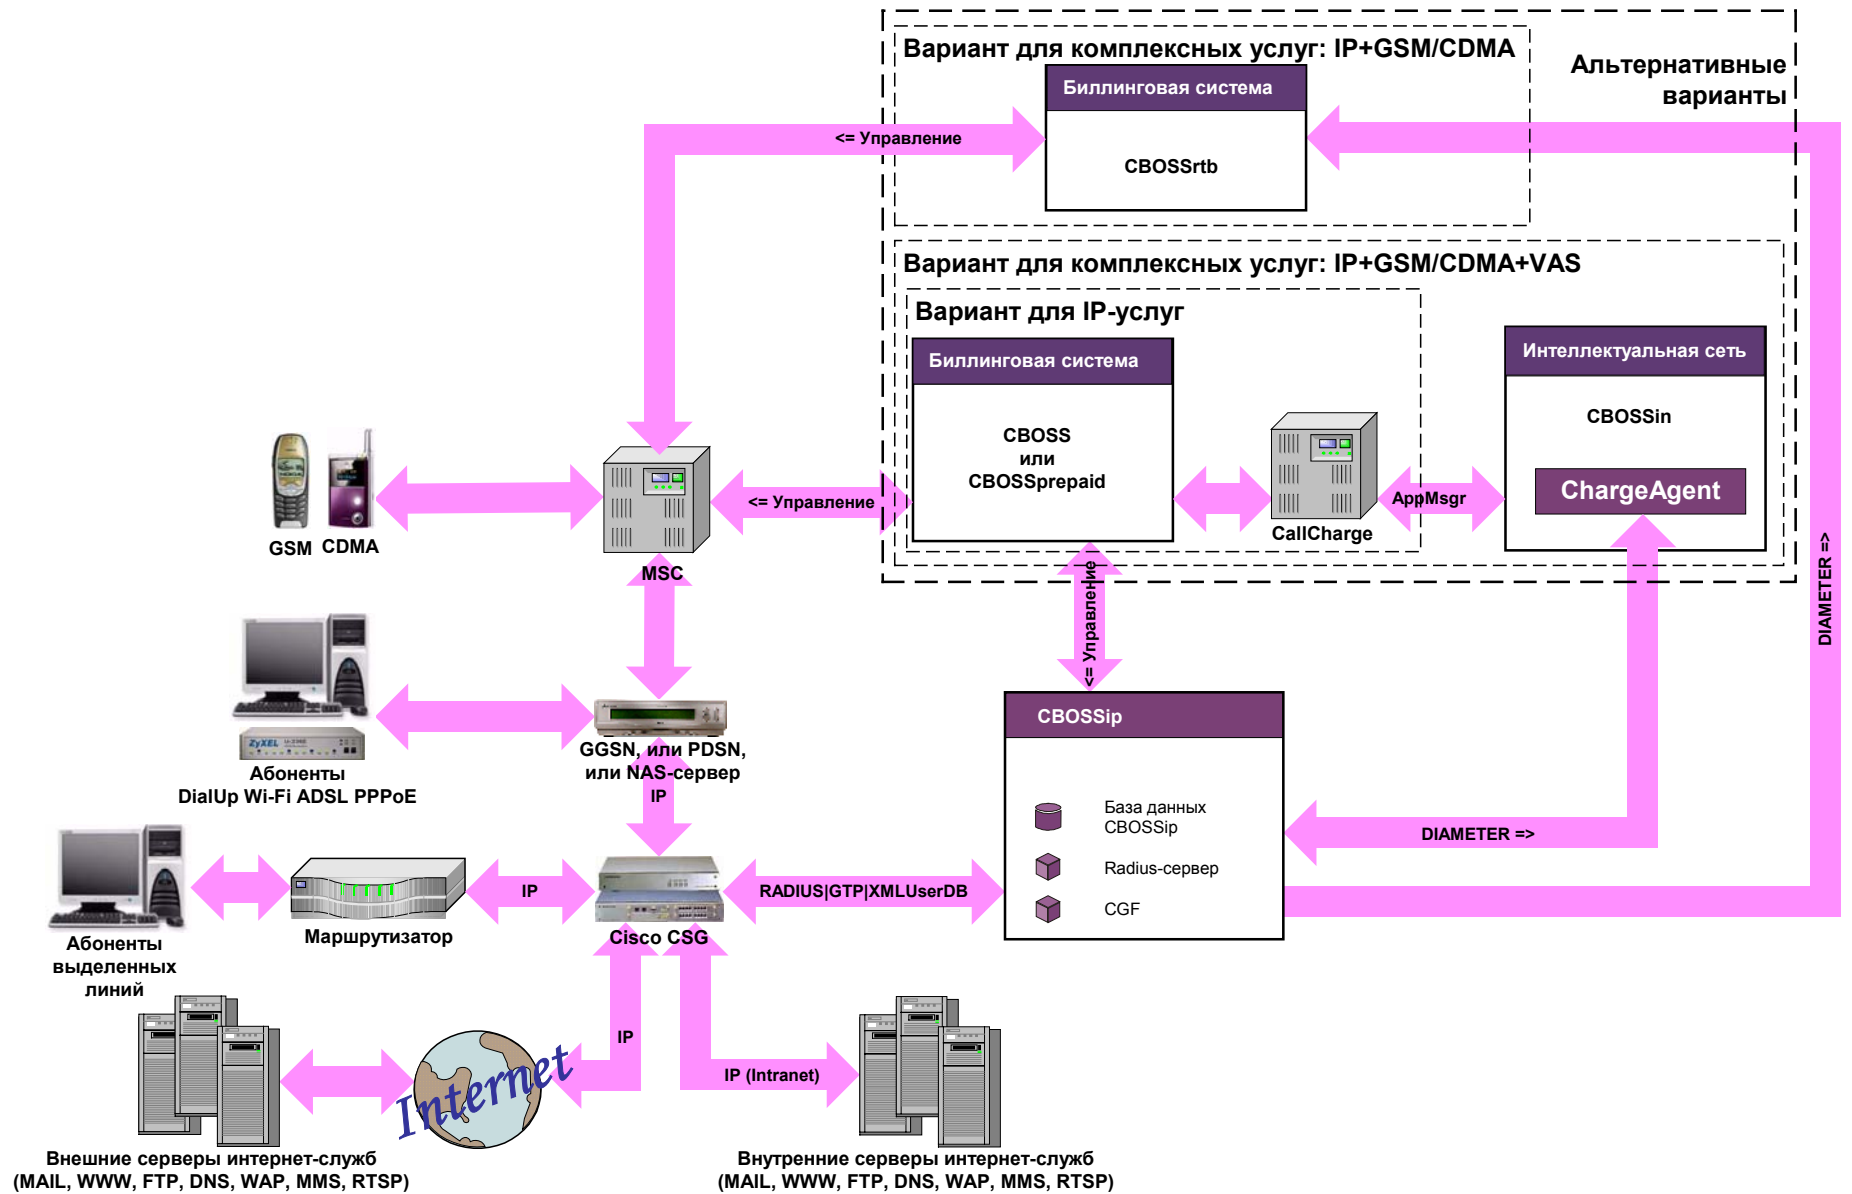 Вариант для комплексных услуг: IP+GSM/CDMA
Альтернативные
варианты
Биллинговая система
CBOSSrtb
<= Управление
Вариант для комплексных услуг: IP+GSM/CDMA+VAS
Вариант для IP-услуг
Биллинговая система
CBOSS
или
CBOSSprepaid
Интеллектуальная сеть
CBOSSin
ChargeAgent
AppMsgr
CallCharge
<= Управление
GSM
CDMA
MSC
<= Управление
DIAMETER =>
ZyXEL
Абоненты
DialUp Wi-Fi ADSL PPPoE
GGSN, или PDSN,
или NAS-сервер
IP
CBOSSip
База данных
CBOSSip
Radius-сервер
CGF
DIAMETER =>
Абоненты
выделенных
линий
Маршрутизатор
IP
Cisco CSG
RADIUS|GTP|XMLUserDB
IP
IP (Intranet)
Internet
Внешние серверы интернет-служб
(MAIL, WWW, FTP, DNS, WAP, MMS, RTSP)
Внутренние серверы интернет-служб
(MAIL, WWW, FTP, DNS, WAP, MMS, RTSP)